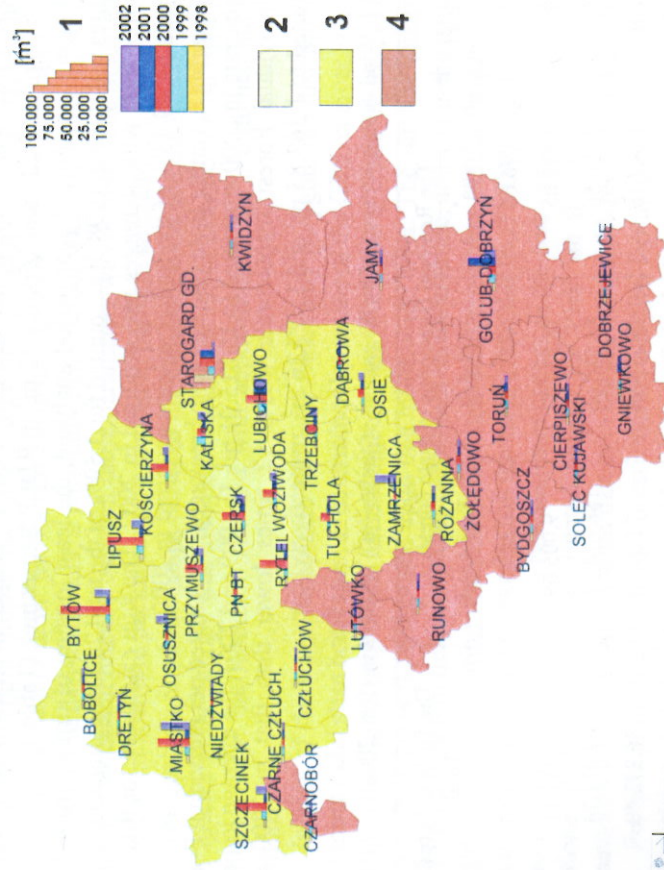 [m³]
100.000
75.000
50.000
25.000
10.000
1
2002
2001
2000
1999
1998
2
3
4
BOBOLICE
DRETYŃ
BYTÓW
LIPUSZ
KOŚCIERZYNA
STAROGARD GD.
KWIDZYN
MIASTKO
OSUSZNICA
PRZYMUSZEWO
KALISKA
LUBICHOWO
NIEDŹWIADY
PN BT
CZERSK
RYTEL
WOZIWODA
TRZEBCINY
DĄBROWA
OSIE
JAMY
SZCZECINEK
CZARNE CZŁUCH.
CZŁUCHÓW
CZARNOBÓR
TUCHOLA
ZAMRZENICA
RÓŻANNA
LUTÓWKO
RUNOWO
ŻOŁĘDOWO
TORUŃ
GOLUB-DOBRZYŃ
BYDGOSZCZ
CIERPISZEWO
SOLEC KUJAWSKI
GNIEWKOWO
DOBRZEJEWICE